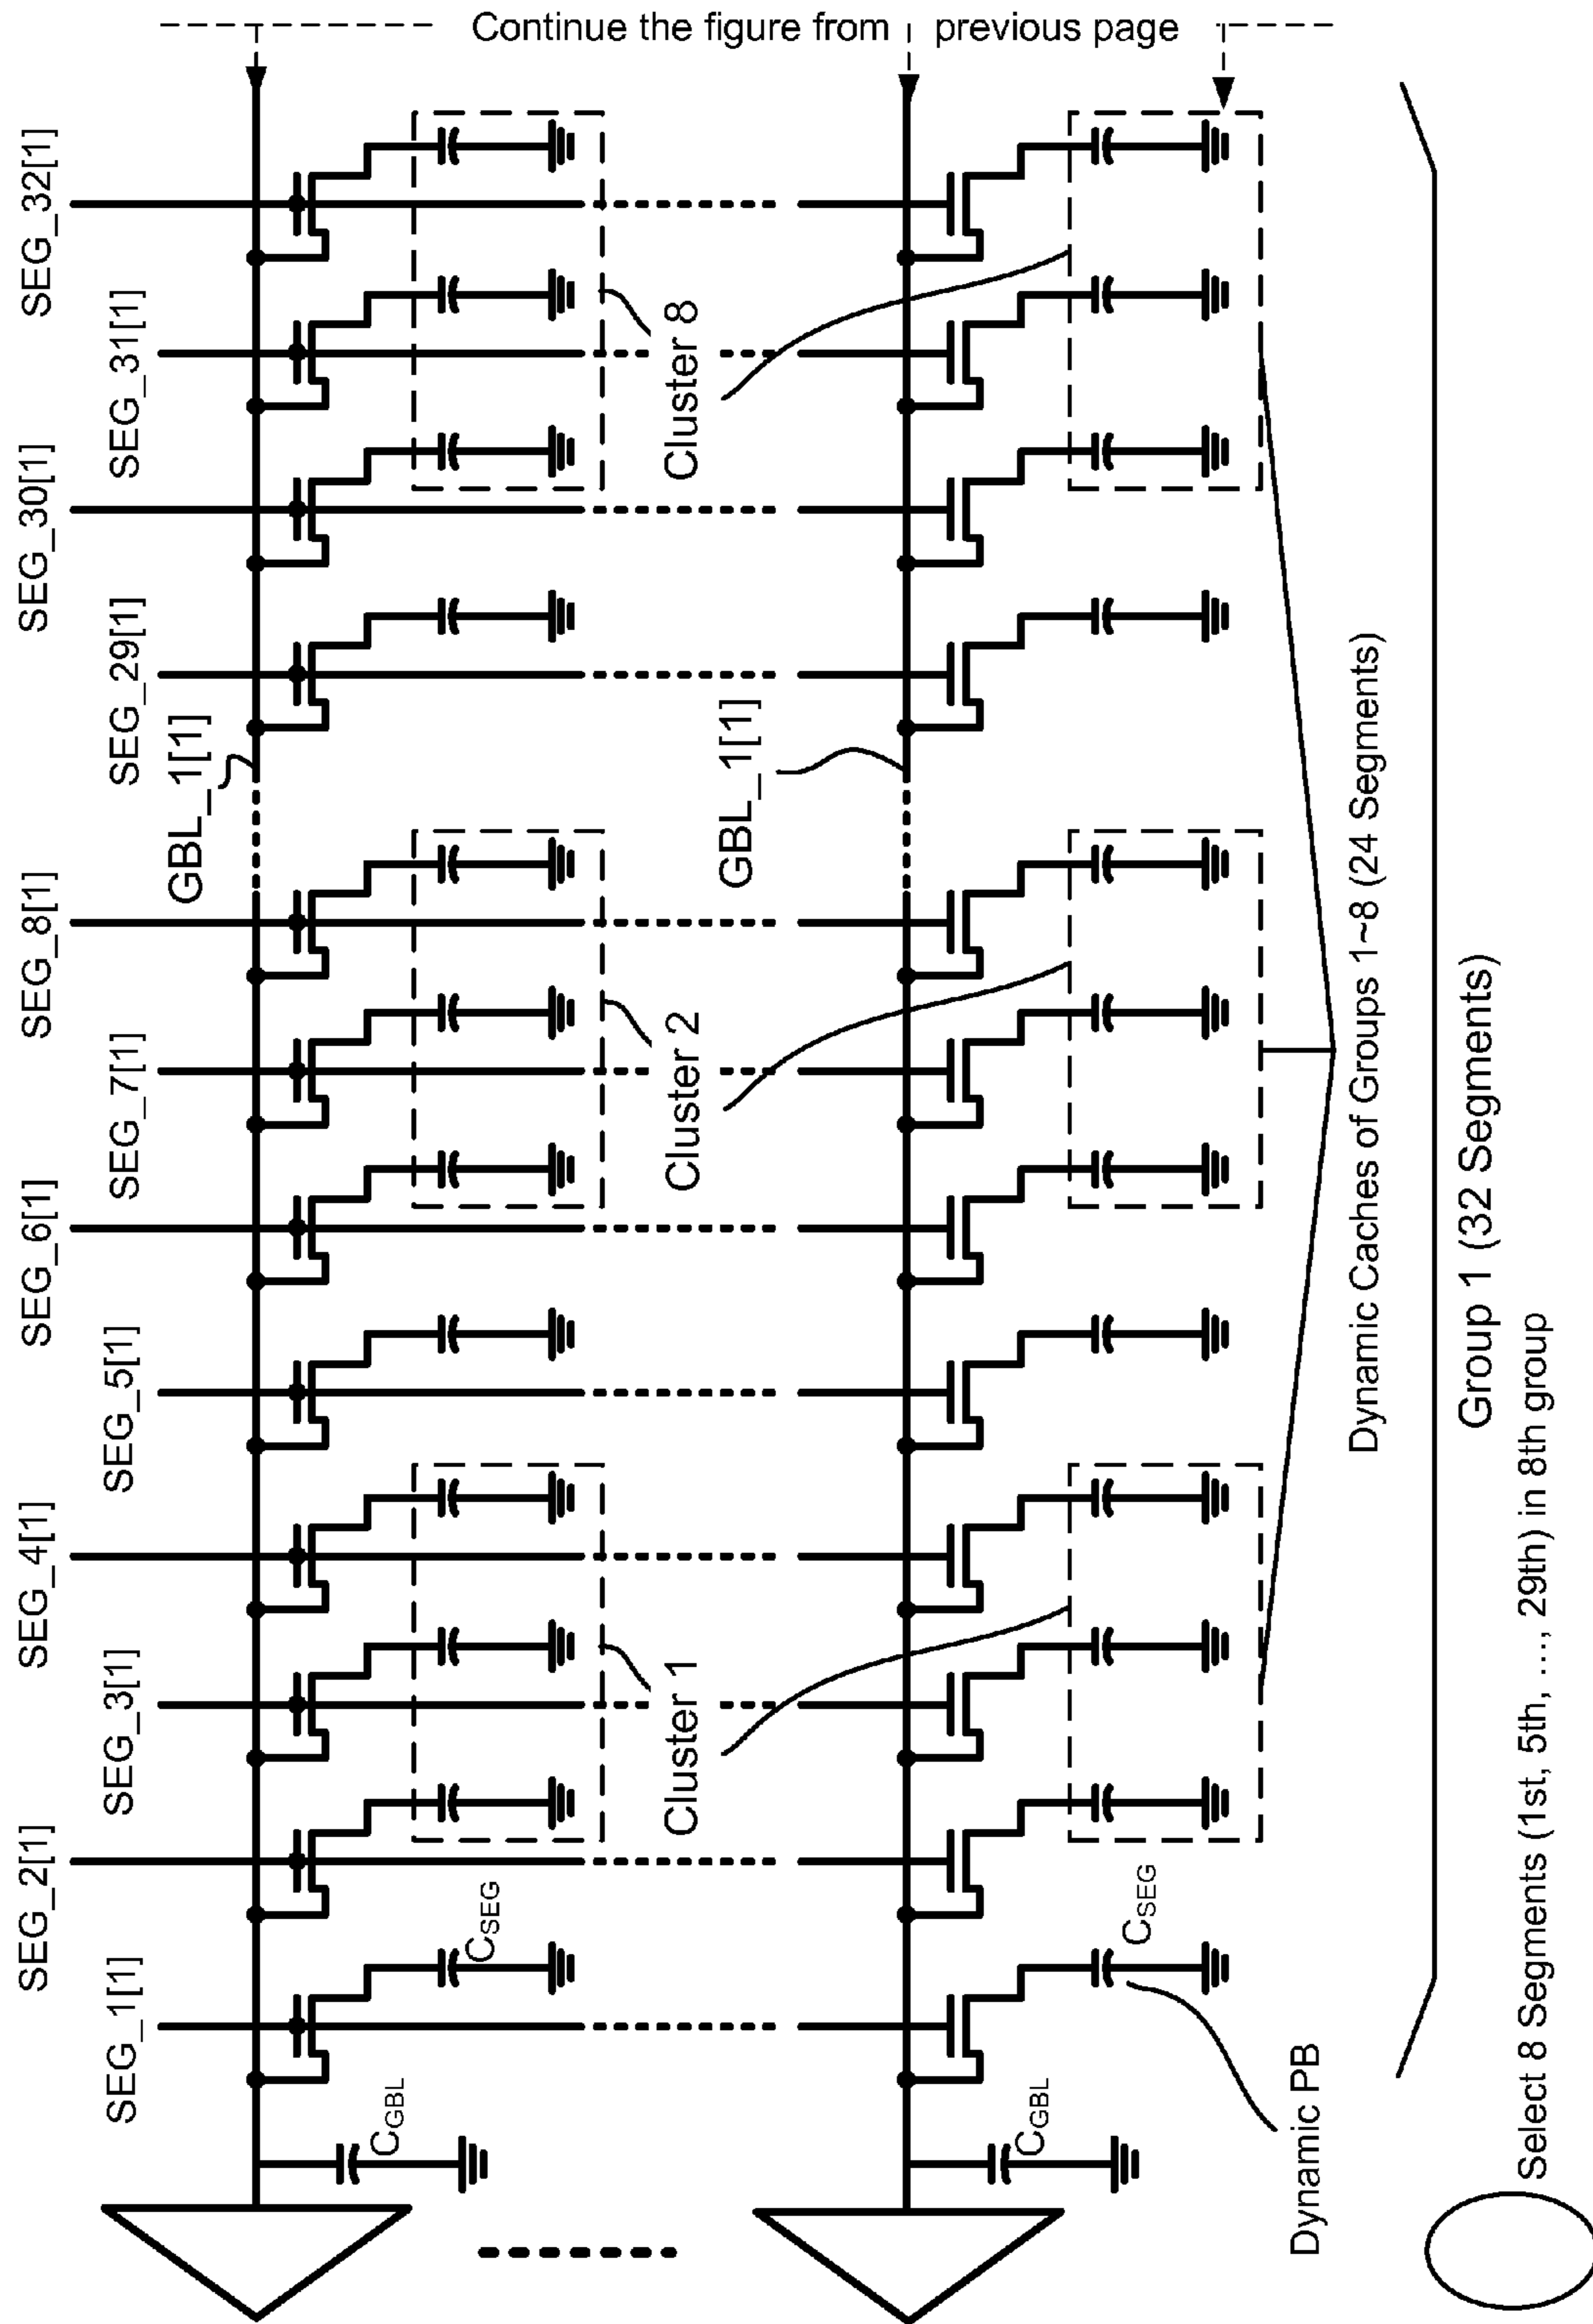 Continue the figure from previous page
SEG_1[1]
SEG_2[1]
SEG_3[1]
SEG_4[1]
SEG_5[1]
SEG_6[1]
SEG_7[1]
SEG_8[1]
SEG_29[1]
SEG_30[1]
SEG_31[1]
SEG_32[1]
GBL_1[1]
CGBL
CSEG
Cluster 1
Cluster 2
Cluster 8
GBL_1[1]
CGBL
CSEG
Dynamic PB
Dynamic Caches of Groups 1~8 (24 Segments)
Group 1 (32 Segments)
Select 8 Segments (1st, 5th, ..., 29th) in 8th group